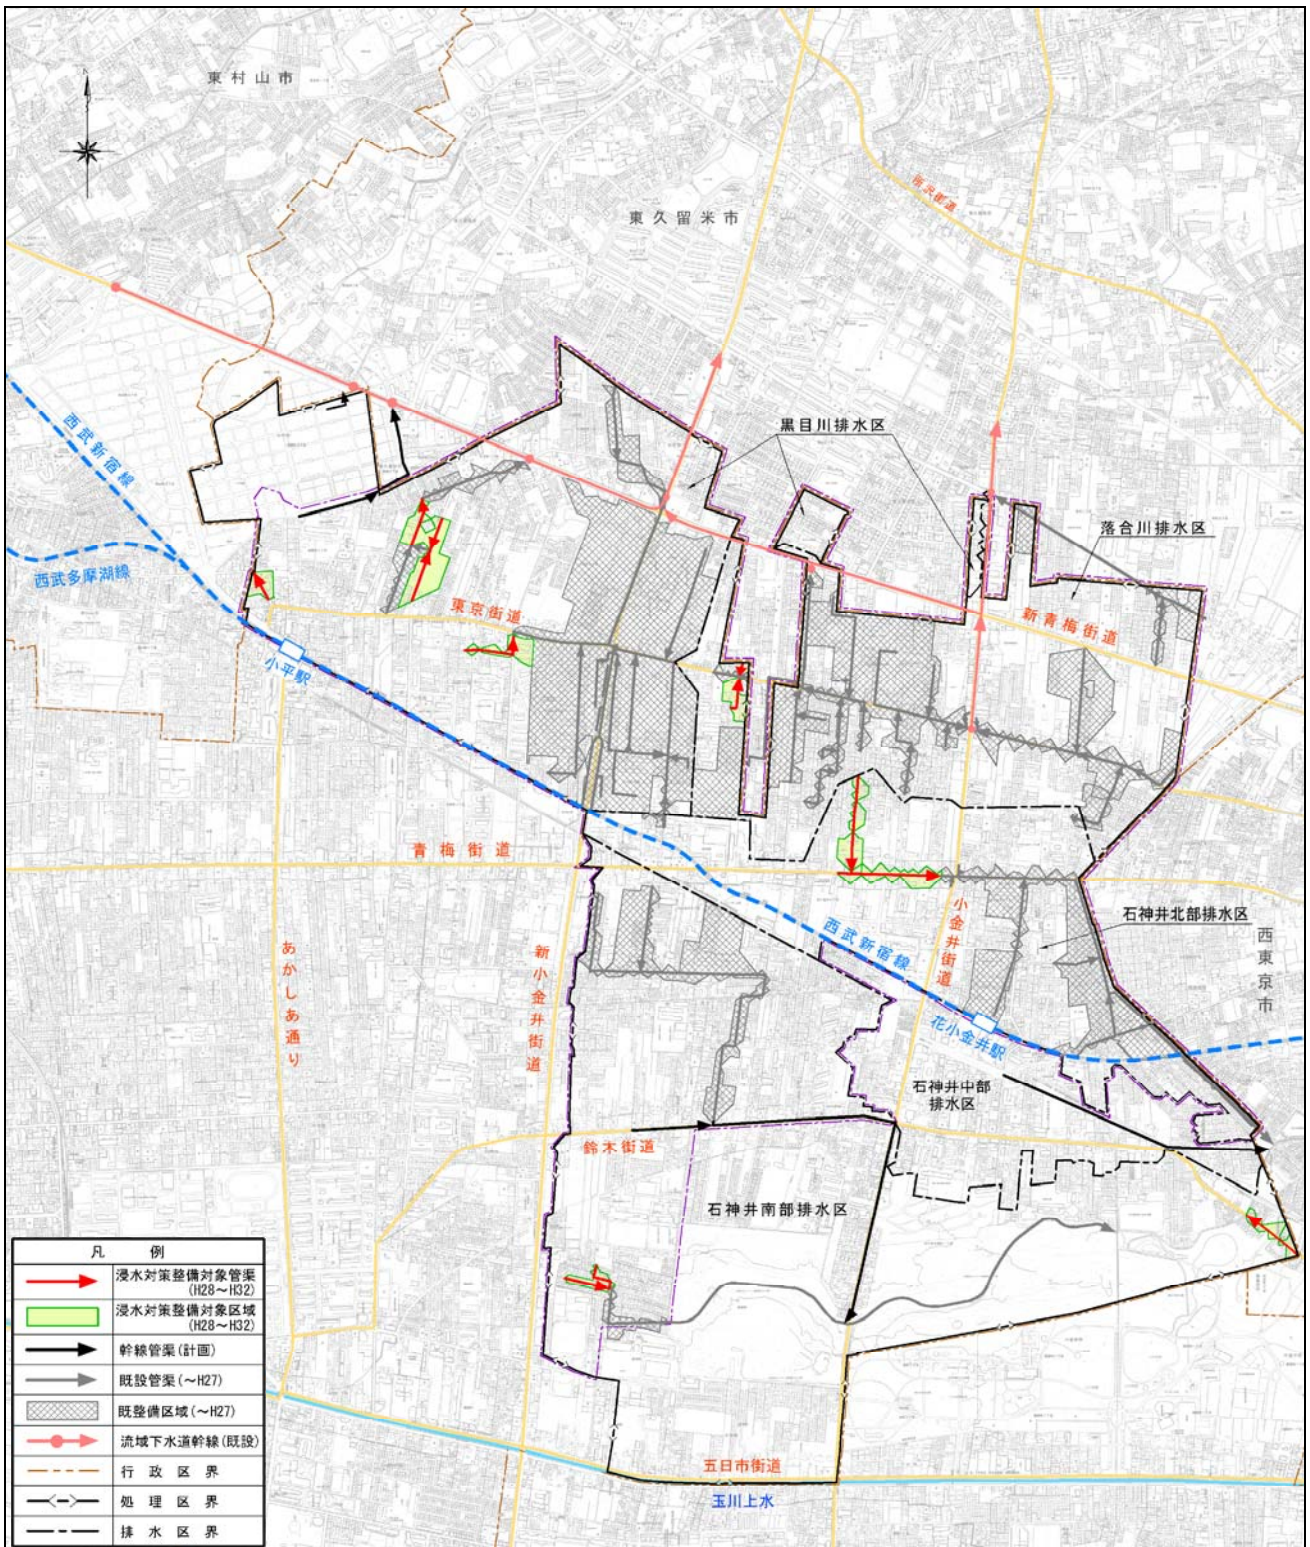 東村山市
東久留米市
所沢街道
西武新宿線
黒目川排水区
落合川排水区
西武多摩湖線
東京街道
新青梅街道
小平駅
青梅街道
石神井北部排水区
西東京市
西武新宿線
小金井街道
あかしあ通り
新小金井街道
花小金井駅
石神井中部
排水区
鈴木街道
石神井南部排水区
凡例
浸水対策整備対象管渠
(H28~H32)
浸水対策整備対象区域
(H28~H32)
幹線管渠(計画)
既設管渠(~H27)
既整備区域(~H27)
流域下水道幹線(既設)
行政区界
処理区界
排水区界
五日市街道
玉川上水